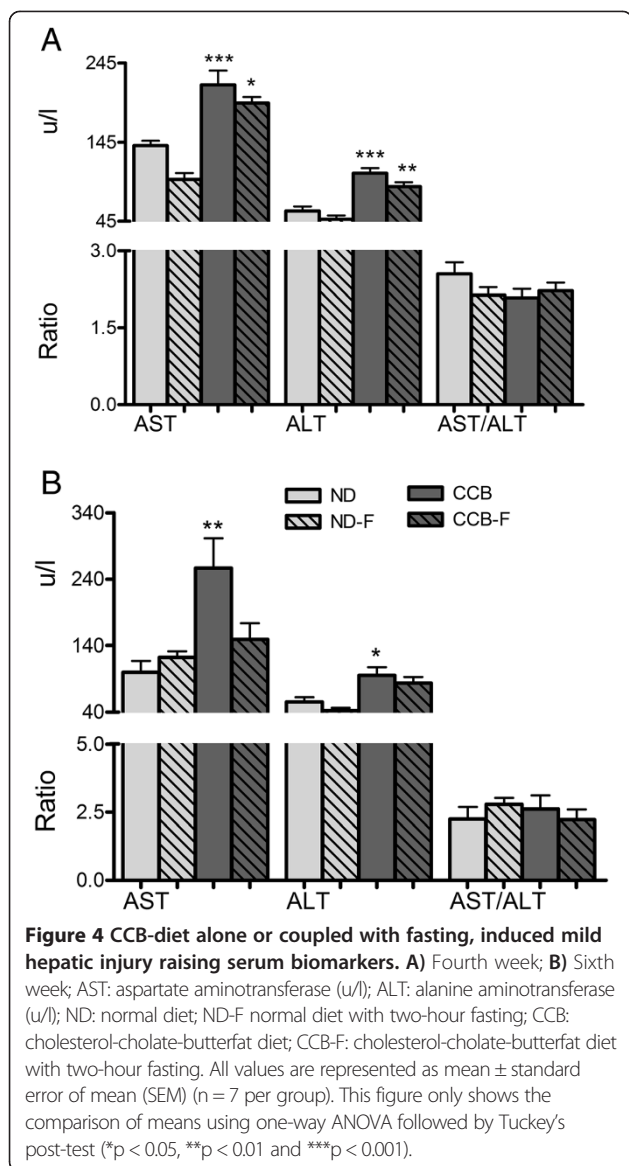 A
245
***
*
u/l
145
***
**
45
3.0
Ratio
1.5
0.0
AST
ALT
AST/ALT
B
340
ND
CCB
**
ND-F
CCB-F
u/l
240
140
*
40
5.0
Ratio
2.5
0.0
AST
ALT
AST/ALT
Figure 4 CCB-diet alone or coupled with fasting, induced mild
hepatic injury raising serum biomarkers. A) Fourth week; B) Sixth
week; AST: aspartate aminotransferase (u/l); ALT: alanine aminotransferase
(u/l); ND: normal diet; ND-F normal diet with two-hour fasting; CCB:
cholesterol-cholate-butterfat diet; CCB-F: cholesterol-cholate-butterfat diet
with two-hour fasting. All values are represented as mean ± standard
error of mean (SEM) (n = 7 per group). This figure only shows the
comparison of means using one-way ANOVA followed by Tuckey's
post-test (*p < 0.05, **p < 0.01 and ***p < 0.001).